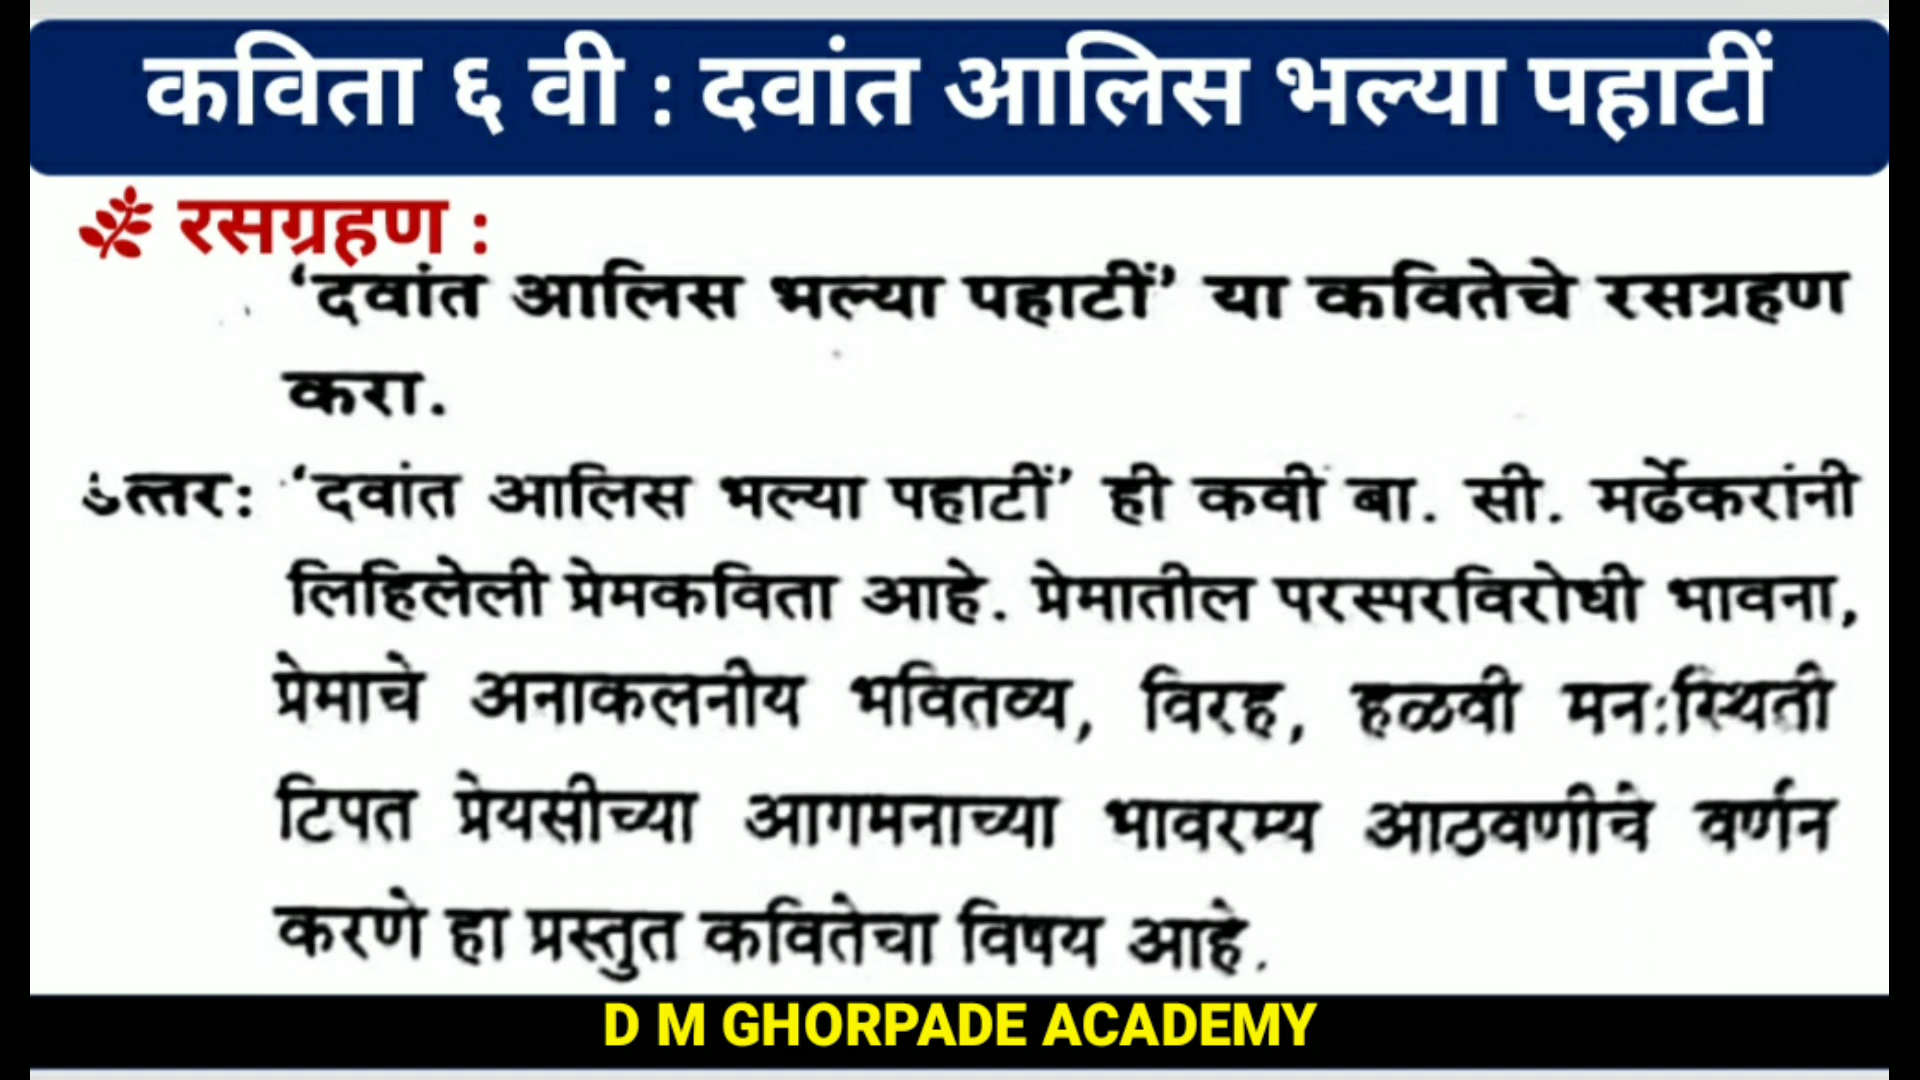 कविता ६ वी : दवांत आलिस भल्या पहाटीं
रसग्रहण :
‘दवांत आलिस भल्या पहाटीं’ या कवितेचे रसग्रहण
करा.
उत्तर: ‘दवांत आलिस भल्या पहाटीं’ ही कवी बा. सी. मर्ढेकरांनी
लिहिलेली प्रेमकविता आहे. प्रेमातील परस्परविरोधी भावना,
प्रेमाचे अनाकलनीय भवितव्य, विरह, हळवी मन:स्थिती
टिपत प्रेयसीच्या आगमनाच्या भावरम्य आठवणीचे वर्णन
करणे हा प्रस्तुत कवितेचा विषय आहे.
D M GHORPADE ACADEMY